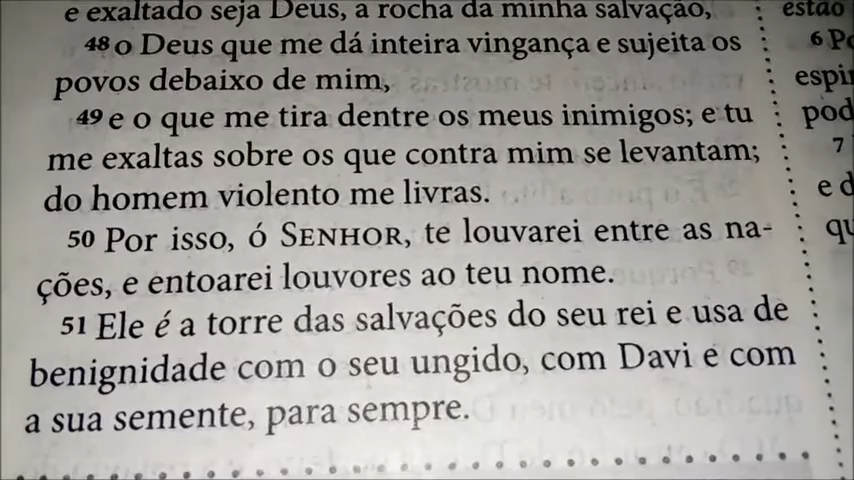 e exaltado seja Deus, a rocha da minha salvação,
48 o Deus que me dá inteira vingança e sujeita os
povos debaixo de mim,
49 e o que me tira dentre os meus inimigos; e tu
me exaltas sobre os que contra mim se levantam;
do homem violento me livras.
50 Por isso, ó SENHOR, te louvarei entre as na-
ções, e entoarei louvores ao teu nome.
51 Ele é a torre das salvações do seu rei e usa de
benignidade com o seu ungido, com Davi e com
a sua semente, para sempre.
estão
6
7
e d